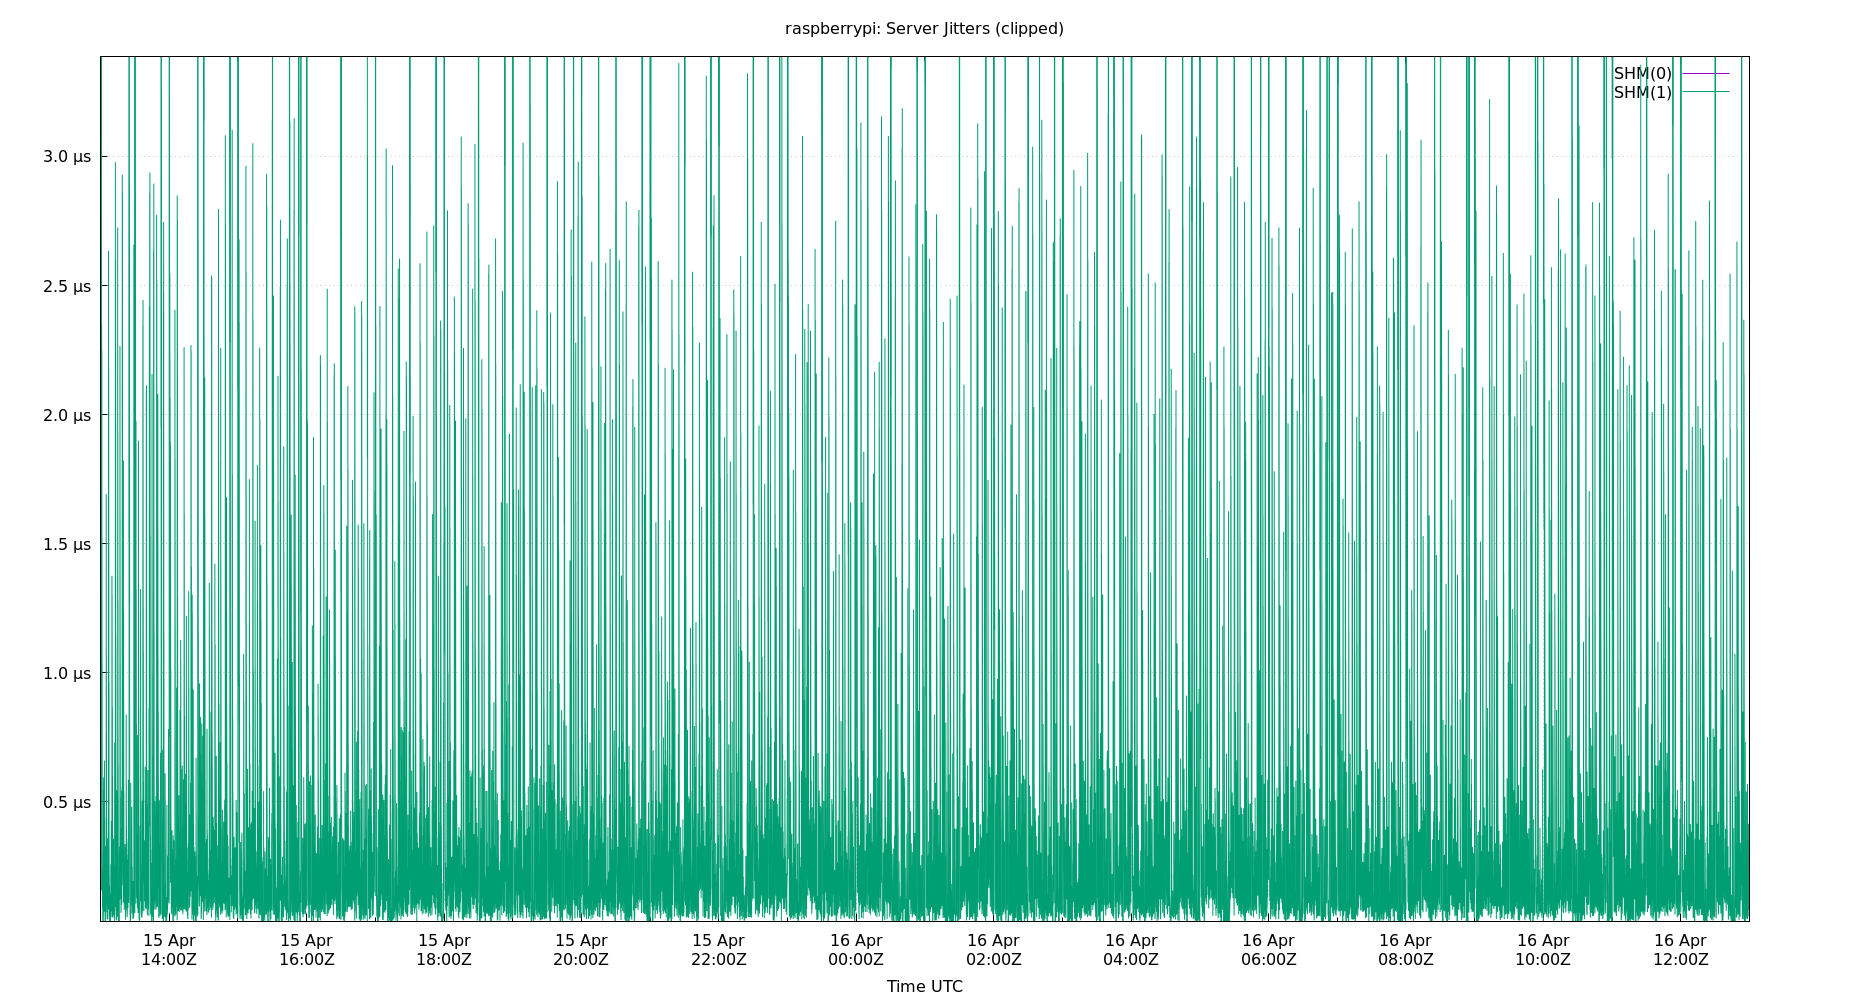 raspberrypi: Server Jitters (clipped)
SHM(0)
SHM(1)
3.0 µs
2.5 µs
2.0 µs
1.5 µs
1.0 µs
0.5 µs
15 Apr 15 Apr 15 Apr 15 Apr 15 Apr 16 Apr 16 Apr 16 Apr 16 Apr 16 Apr 16 Apr 16 Apr
14:00Z 16:00Z 18:00Z 20:00Z 22:00Z 00:00Z 02:00Z 04:00Z 06:00Z 08:00Z 10:00Z 12:00Z
Time UTC